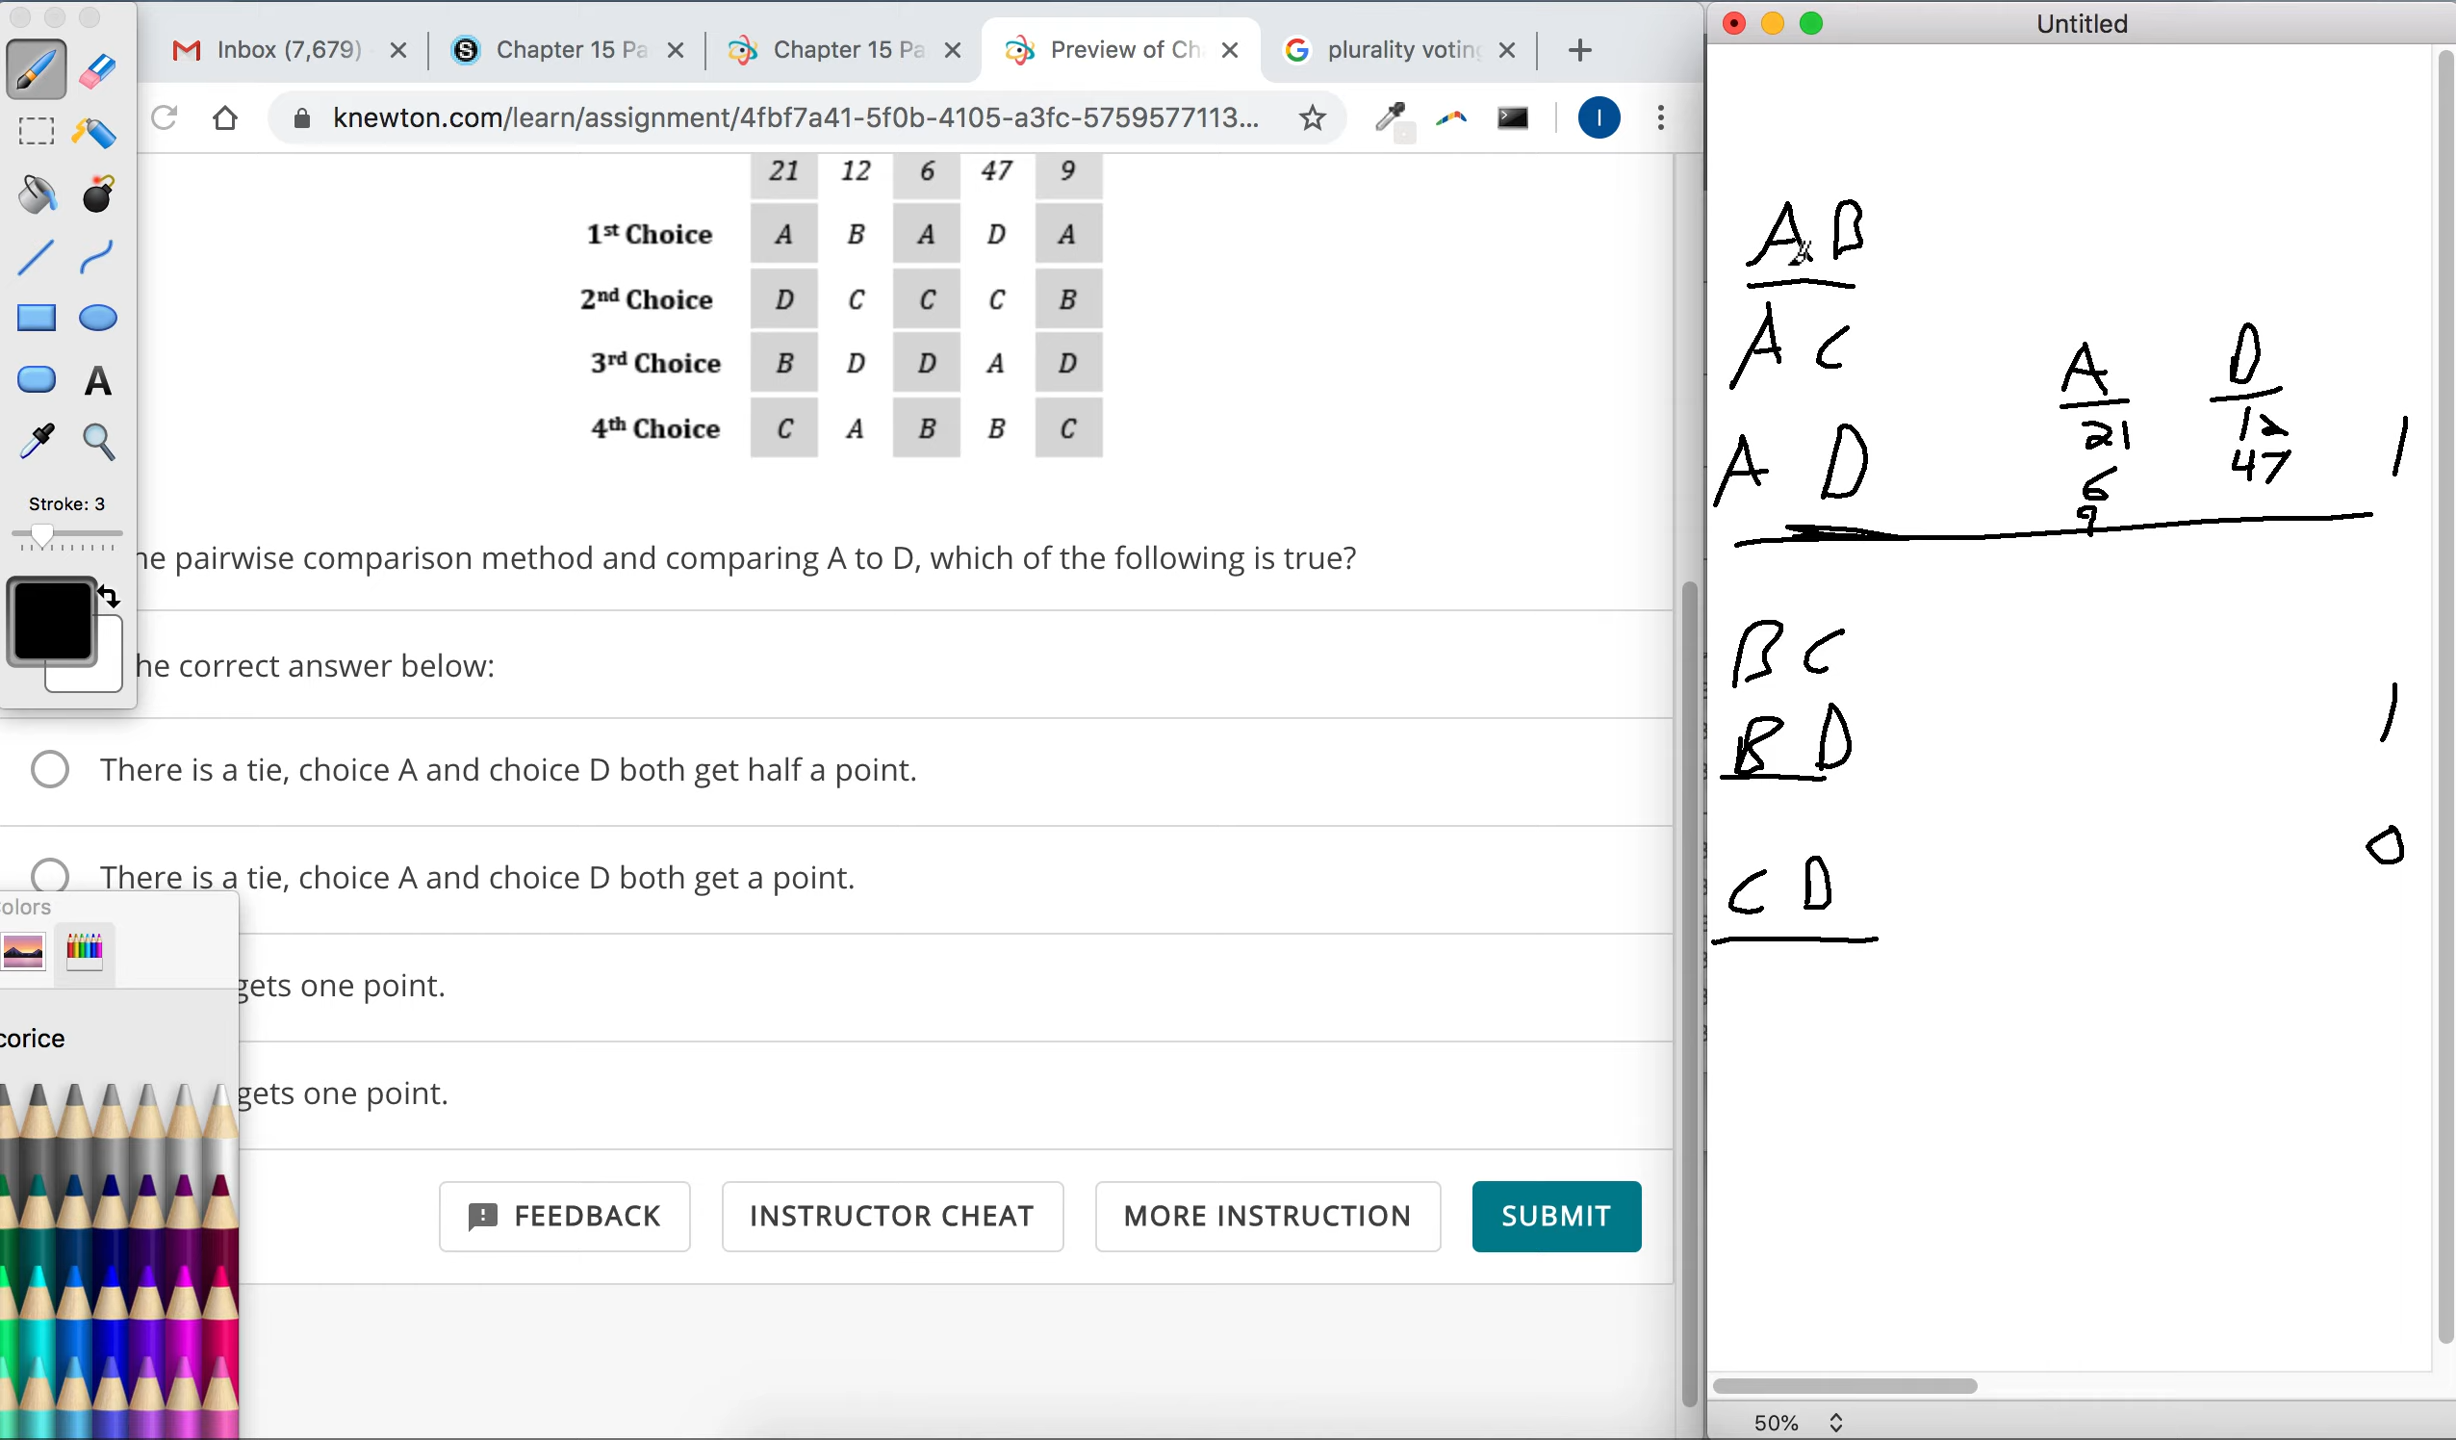 Inbox (7,679)
Chapter 15 Pa
Chapter 15 Pa
Preview of Ch
plurality voting
Untitled
knewton.com/learn/assignment/4fbf7a41-5f0b-4105-a3fc-5759577113...
I
21 12 6 47 9
1st Choice A B A D A
2nd Choice D C C C B
3rd Choice B D D A D
4th Choice C A B B C
A
Stroke: 3
he pairwise comparison method and comparing A to D, which of the following is true?
he correct answer below:
There is a tie, choice A and choice D both get half a point.
There is a tie, choice A and choice D both get a point.
gets one point.
gets one point.
olors
corice
FEEDBACK
INSTRUCTOR CHEAT
MORE INSTRUCTION
SUBMIT
A B
A C
A D
A D
21 12 1
6 47
9
B C
B D 1
C D 0
50%